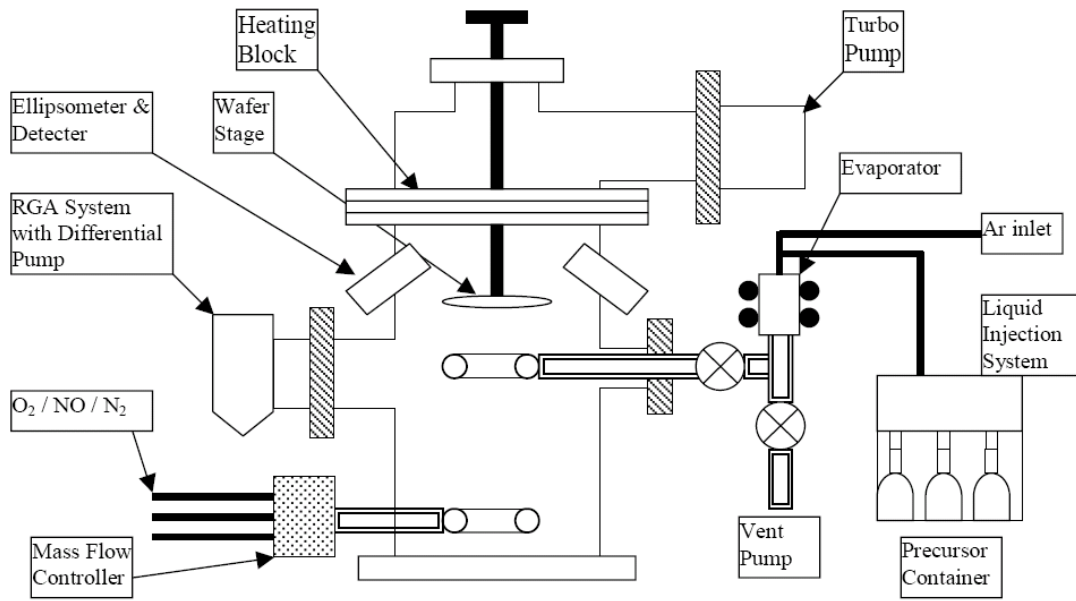 Heating
Block
Turbo
Pump
Ellipsometer &
Detecter
Wafer
Stage
Evaporator
RGA System
with Differential
Pump
Ar inlet
Liquid
Injection
System
O₂ / NO / N₂
Mass Flow
Controller
Vent
Pump
Precursor
Container